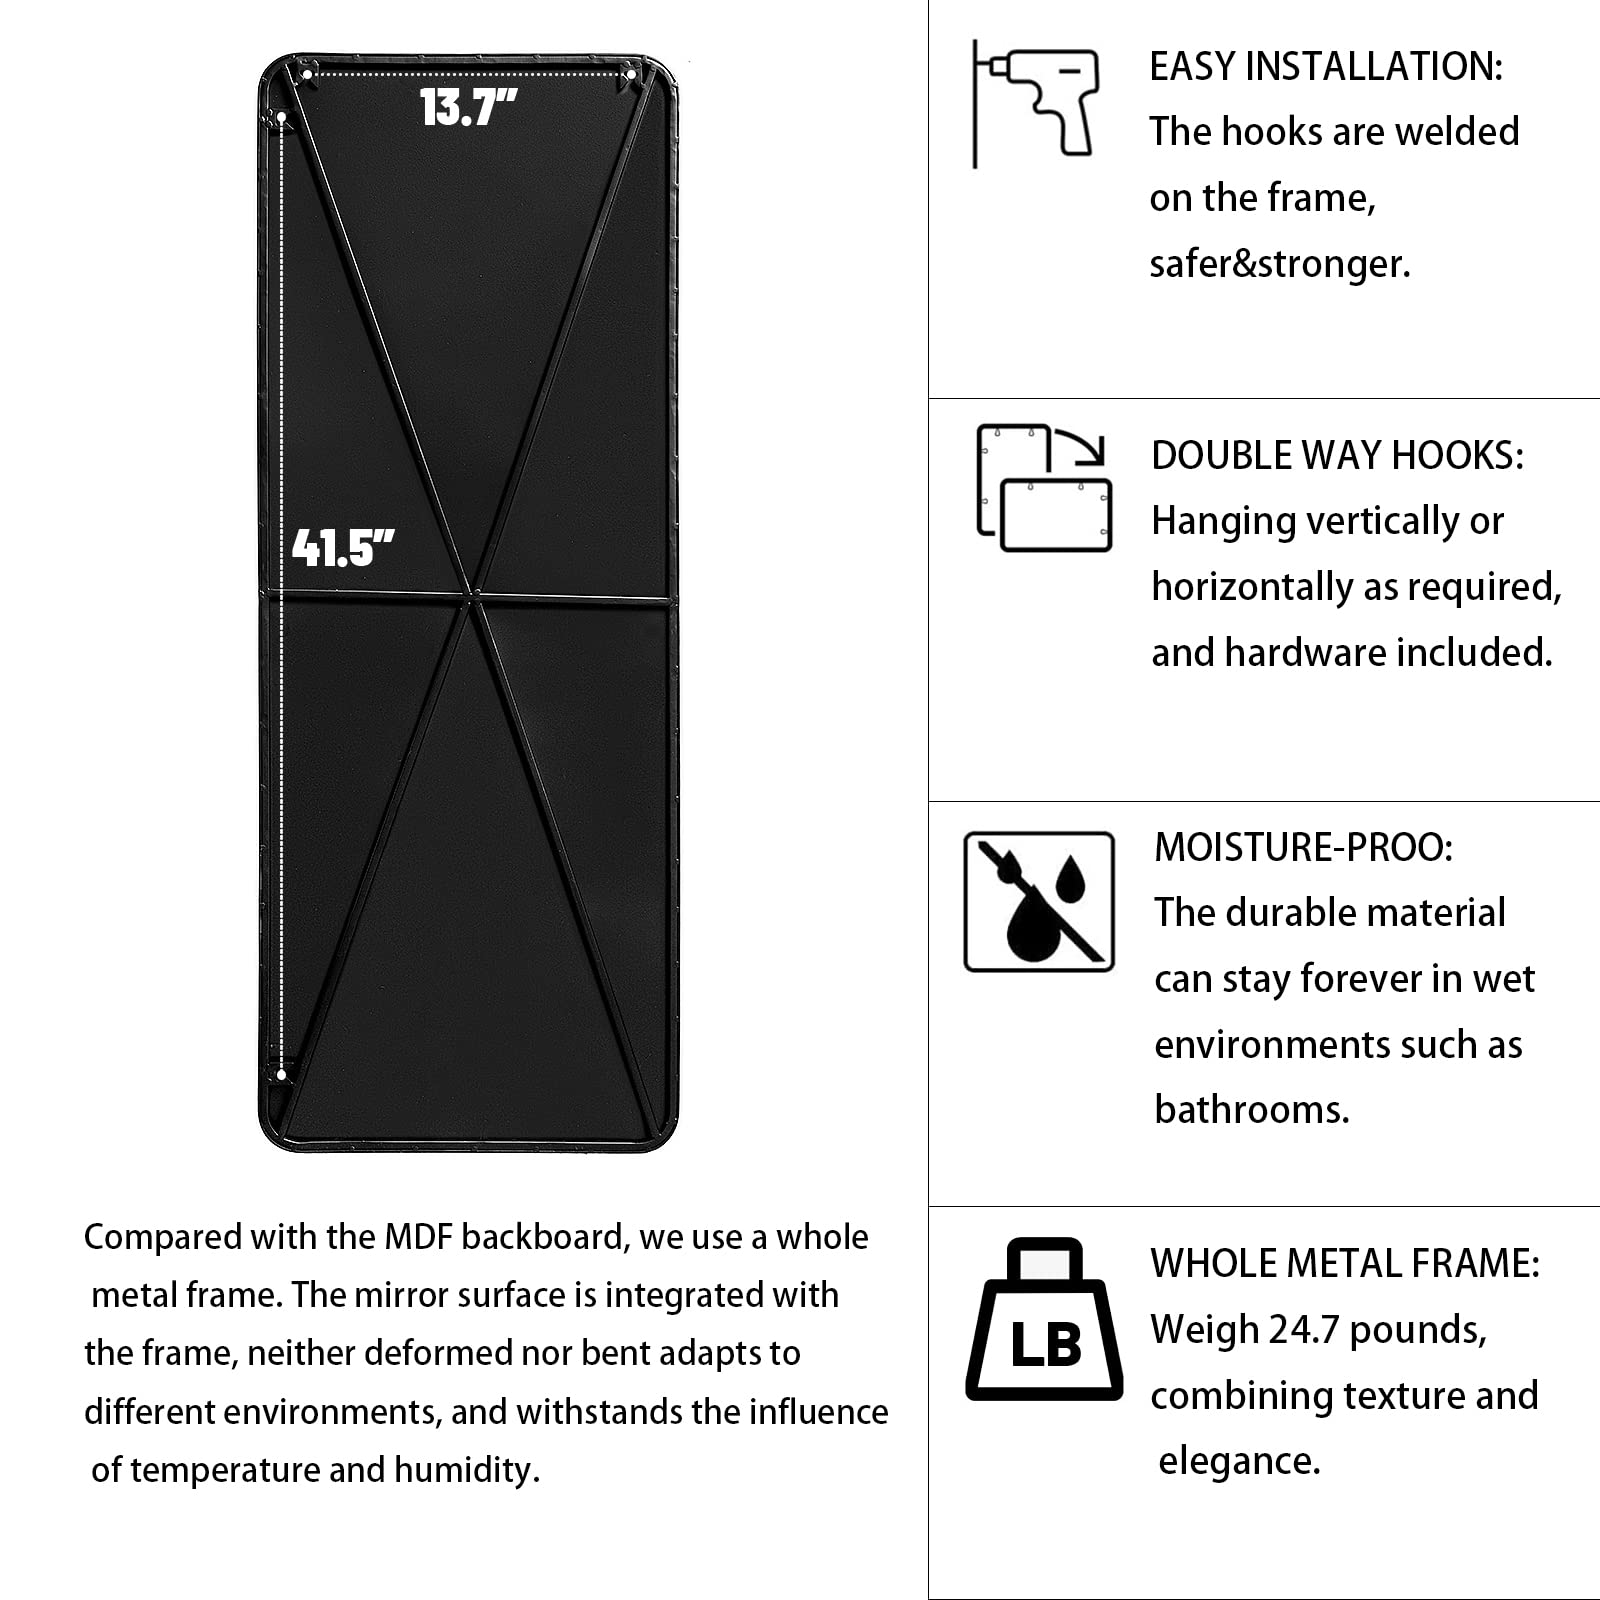 13.7"
41.5"
Compared with the MDF backboard, we use a whole
metal frame. The mirror surface is integrated with
the frame, neither deformed nor bent adapts to
different environments, and withstands the influence
of temperature and humidity.
EASY INSTALLATION:
The hooks are welded
on the frame,
safer&stronger.
DOUBLE WAY HOOKS:
Hanging vertically or
horizontally as required,
and hardware included.
MOISTURE-PROO:
The durable material
can stay forever in wet
environments such as
bathrooms.
LB
WHOLE METAL FRAME:
Weigh 24.7 pounds,
combining texture and
elegance.